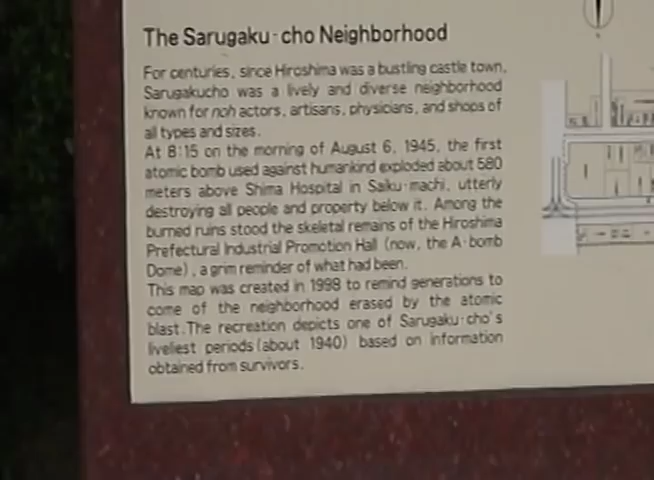 The Sarugaku-cho Neighborhood
For centuries, since Hiroshima was a bustling castle town,
Sarugakucho was a lively and diverse neighborhood
known for noh actors, artisans, physicians, and shops of
all types and sizes.
At 8:15 on the morning of August 6, 1945, the first
atomic bomb used against humankind exploded about 580
meters above Shima Hospital in Saiku-machi, utterly
destroying all people and property below it. Among the
burned ruins stood the skeletal remains of the Hiroshima
Prefectural Industrial Promotion Hall (now, the A-bomb
Dome), a grim reminder of what had been.
This map was created in 1998 to remind generations to
come of the neighborhood erased by the atomic
blast. The recreation depicts one of Sarugaku-cho's
liveliest periods (about 1940) based on information
obtained from survivors.